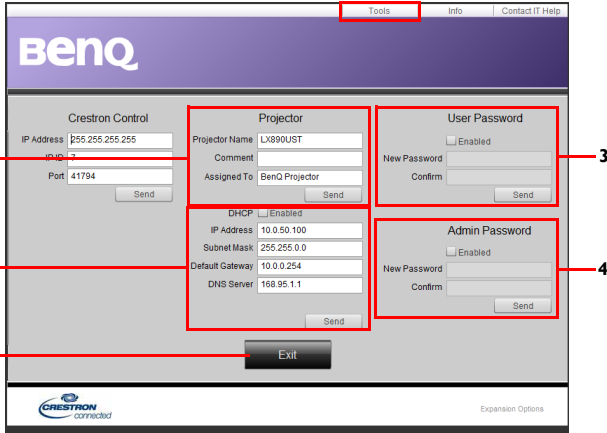 Tools Info Contact IT Help
BenQ
Crestron Control
IP Address 255.255.255.255
IP ID 7
Port 41794
Send
Projector
Projector Name LX890UST
Comment
Assigned To BenQ Projector
Send
DHCP Enabled
IP Address 10.0.50.100
Subnet Mask 255.255.0.0
Default Gateway 10.0.0.254
DNS Server 168.95.1.1
Send
User Password
Enabled
New Password
Confirm
Send
3
Admin Password
Enabled
New Password
Confirm
Send
4
Exit
CRESTRON
connected
Expansion Options